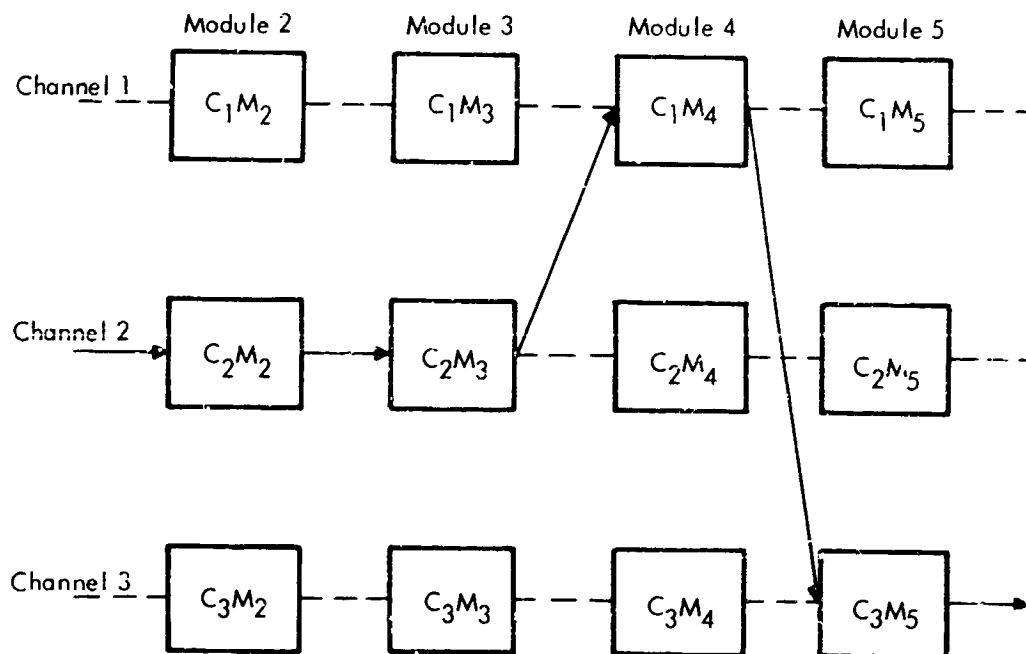 Module 2 Module 3 Module 4 Module 5
Channel 1
C₁M₂ C₁M₃ C₁M₄ C₁M₅
Channel 2
C₂M₂ C₂M₃ C₂M₄ C₂M₅
Channel 3
C₃M₂ C₃M₃ C₃M₄ C₃M₅